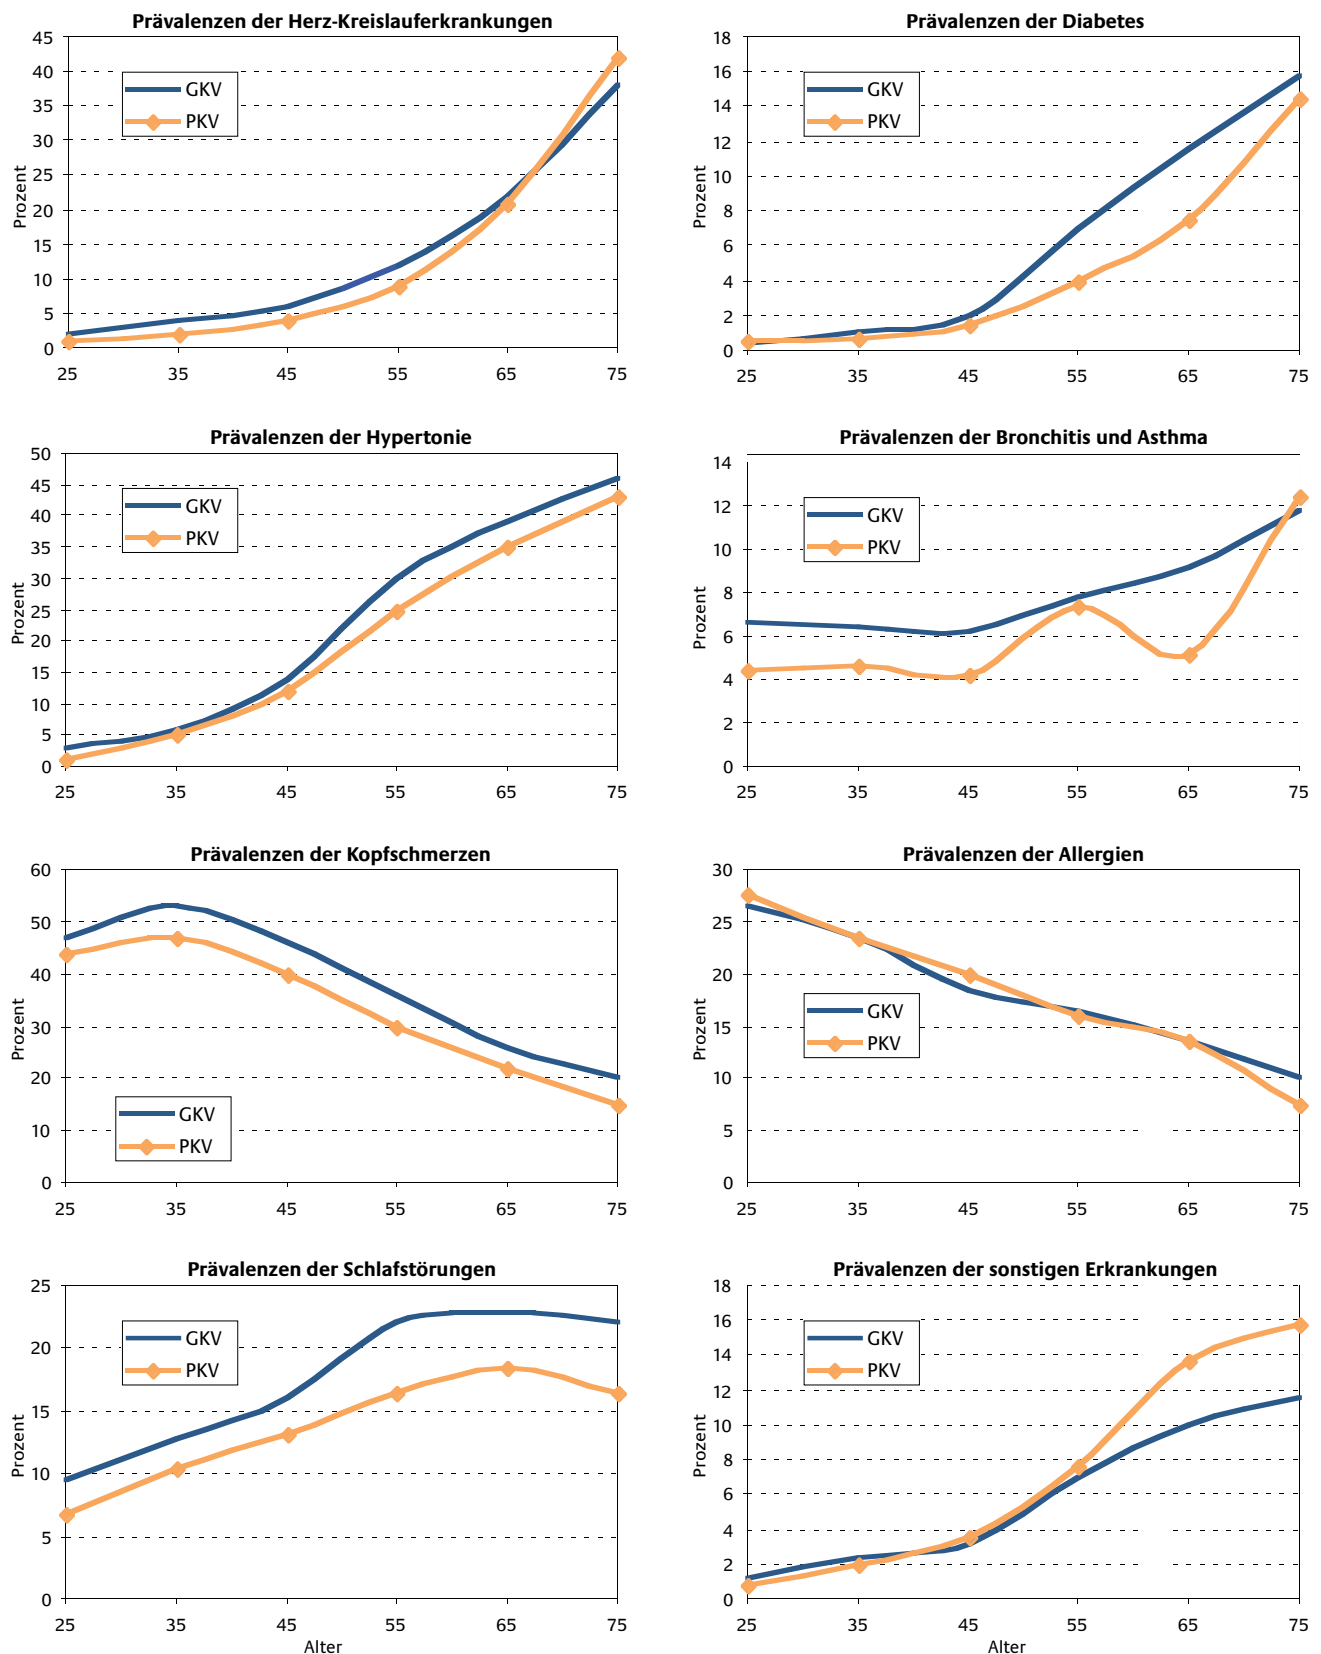 Prävalenzen der Herz-Kreislauferkrankungen
45
40
35
30
25
20
15
10
5
0
Prozent
GKV
PKV
25 35 45 55 65 75
Prävalenzen der Diabetes
18
16
14
12
10
8
6
4
2
0
Prozent
GKV
PKV
25 35 45 55 65 75
Prävalenzen der Hypertonie
50
45
40
35
30
25
20
15
10
5
0
Prozent
GKV
PKV
25 35 45 55 65 75
Prävalenzen der Bronchitis und Asthma
14
12
10
8
6
4
2
0
Prozent
GKV
PKV
25 35 45 55 65 75
Prävalenzen der Kopfschmerzen
60
50
40
30
20
10
0
Prozent
GKV
PKV
25 35 45 55 65 75
Prävalenzen der Allergien
30
25
20
15
10
5
0
Prozent
GKV
PKV
25 35 45 55 65 75
Prävalenzen der Schlafstörungen
25
20
15
10
5
0
Prozent
GKV
PKV
25 35 45 55 65 75
Alter
Prävalenzen der sonstigen Erkrankungen
18
16
14
12
10
8
6
4
2
0
Prozent
GKV
PKV
25 35 45 55 65 75
Alter